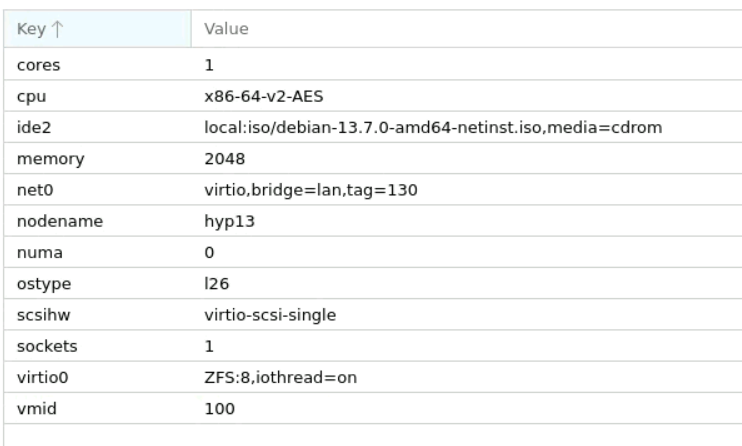 Key ↑ Value
cores 1
cpu x86-64-v2-AES
ide2 local:iso/debian-13.7.0-amd64-netinst.iso,media=cdrom
memory 2048
net0 virtio,bridge=lan,tag=130
nodename hyp13
numa 0
ostype l26
scsihw virtio-scsi-single
sockets 1
virtio0 ZFS:8,iothread=on
vmid 100